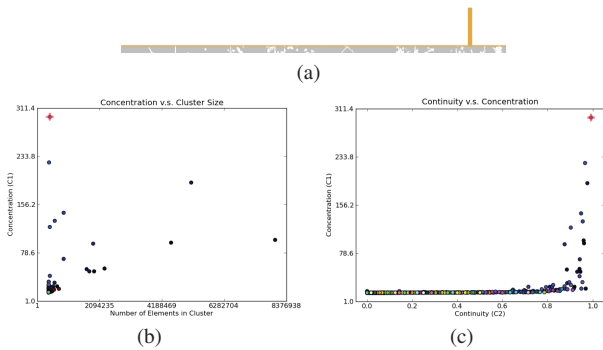 (a)
Concentration v.s. Cluster Size
311.4
233.8
156.2
78.6
1.0
Concentration (C1)
1
2094235
4188469
6282704
8376938
Number of Elements in Cluster
(b)
Continuity v.s. Concentration
311.4
233.8
156.2
78.6
1.0
Concentration (C1)
0.0
0.2
0.4
0.6
0.8
1.0
Continuity (C2)
(c)